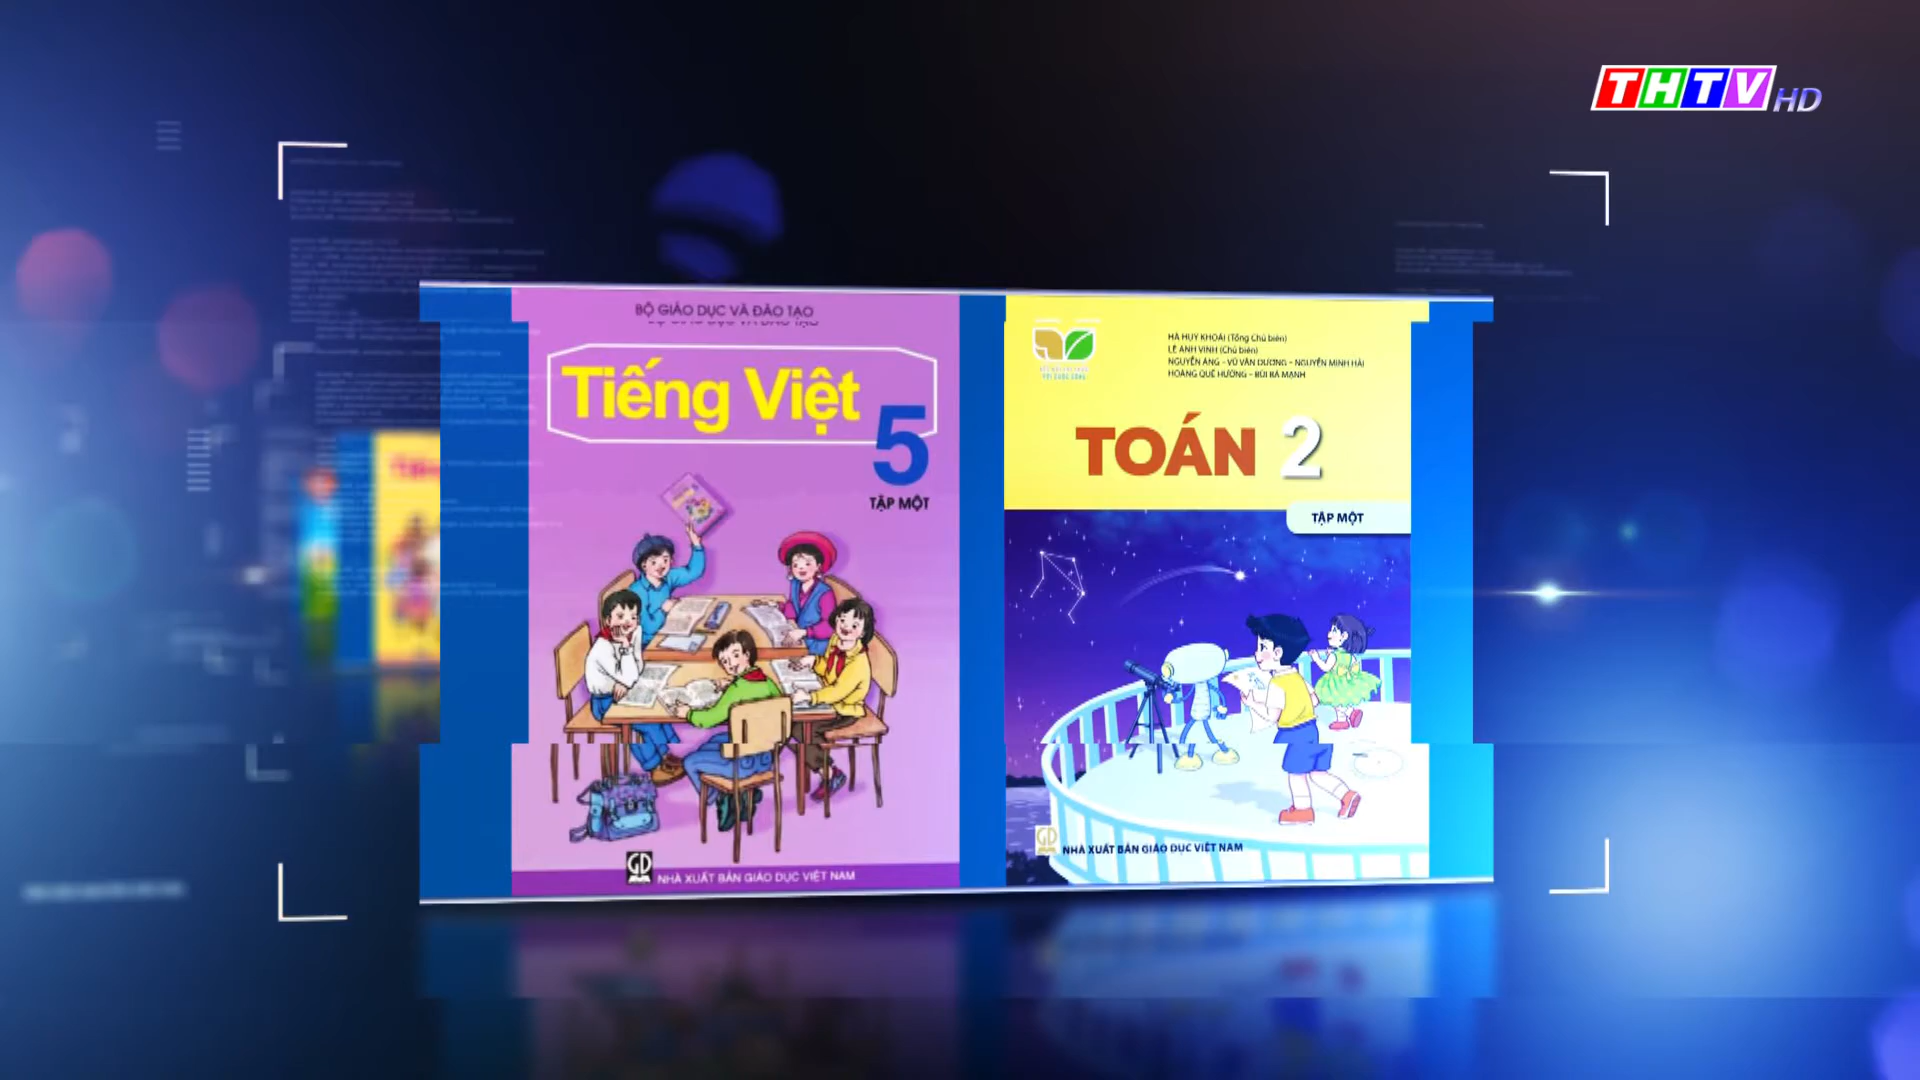 THTV HD
BỘ GIÁO DỤC VÀ ĐÀO TẠO
Tiếng Việt
5
TẬP MỘT
GD
NHÀ XUẤT BẢN GIÁO DỤC VIỆT NAM
HÀ HUY KHOÁI (Tổng Chủ biên)
LÊ ANH VINH (Chủ biên)
NGUYỄN ÁNG – VŨ VĂN DƯƠNG – NGUYỄN MINH HẢI
HOÀNG QUẾ HƯỜNG – BÙI BÁ MẠNH
TOÁN 2
TẬP MỘT
GD
NHÀ XUẤT BẢN GIÁO DỤC VIỆT NAM